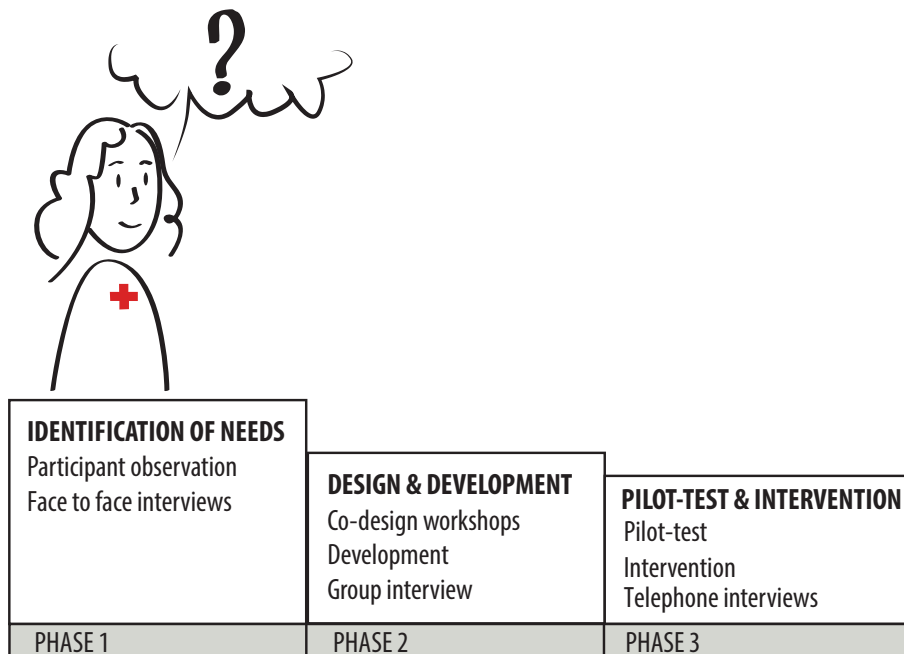 ?
IDENTIFICATION OF NEEDS
Participant observation
Face to face interviews
PHASE 1
DESIGN & DEVELOPMENT
Co-design workshops
Development
Group interview
PHASE 2
PILOT-TEST & INTERVENTION
Pilot-test
Intervention
Telephone interviews
PHASE 3